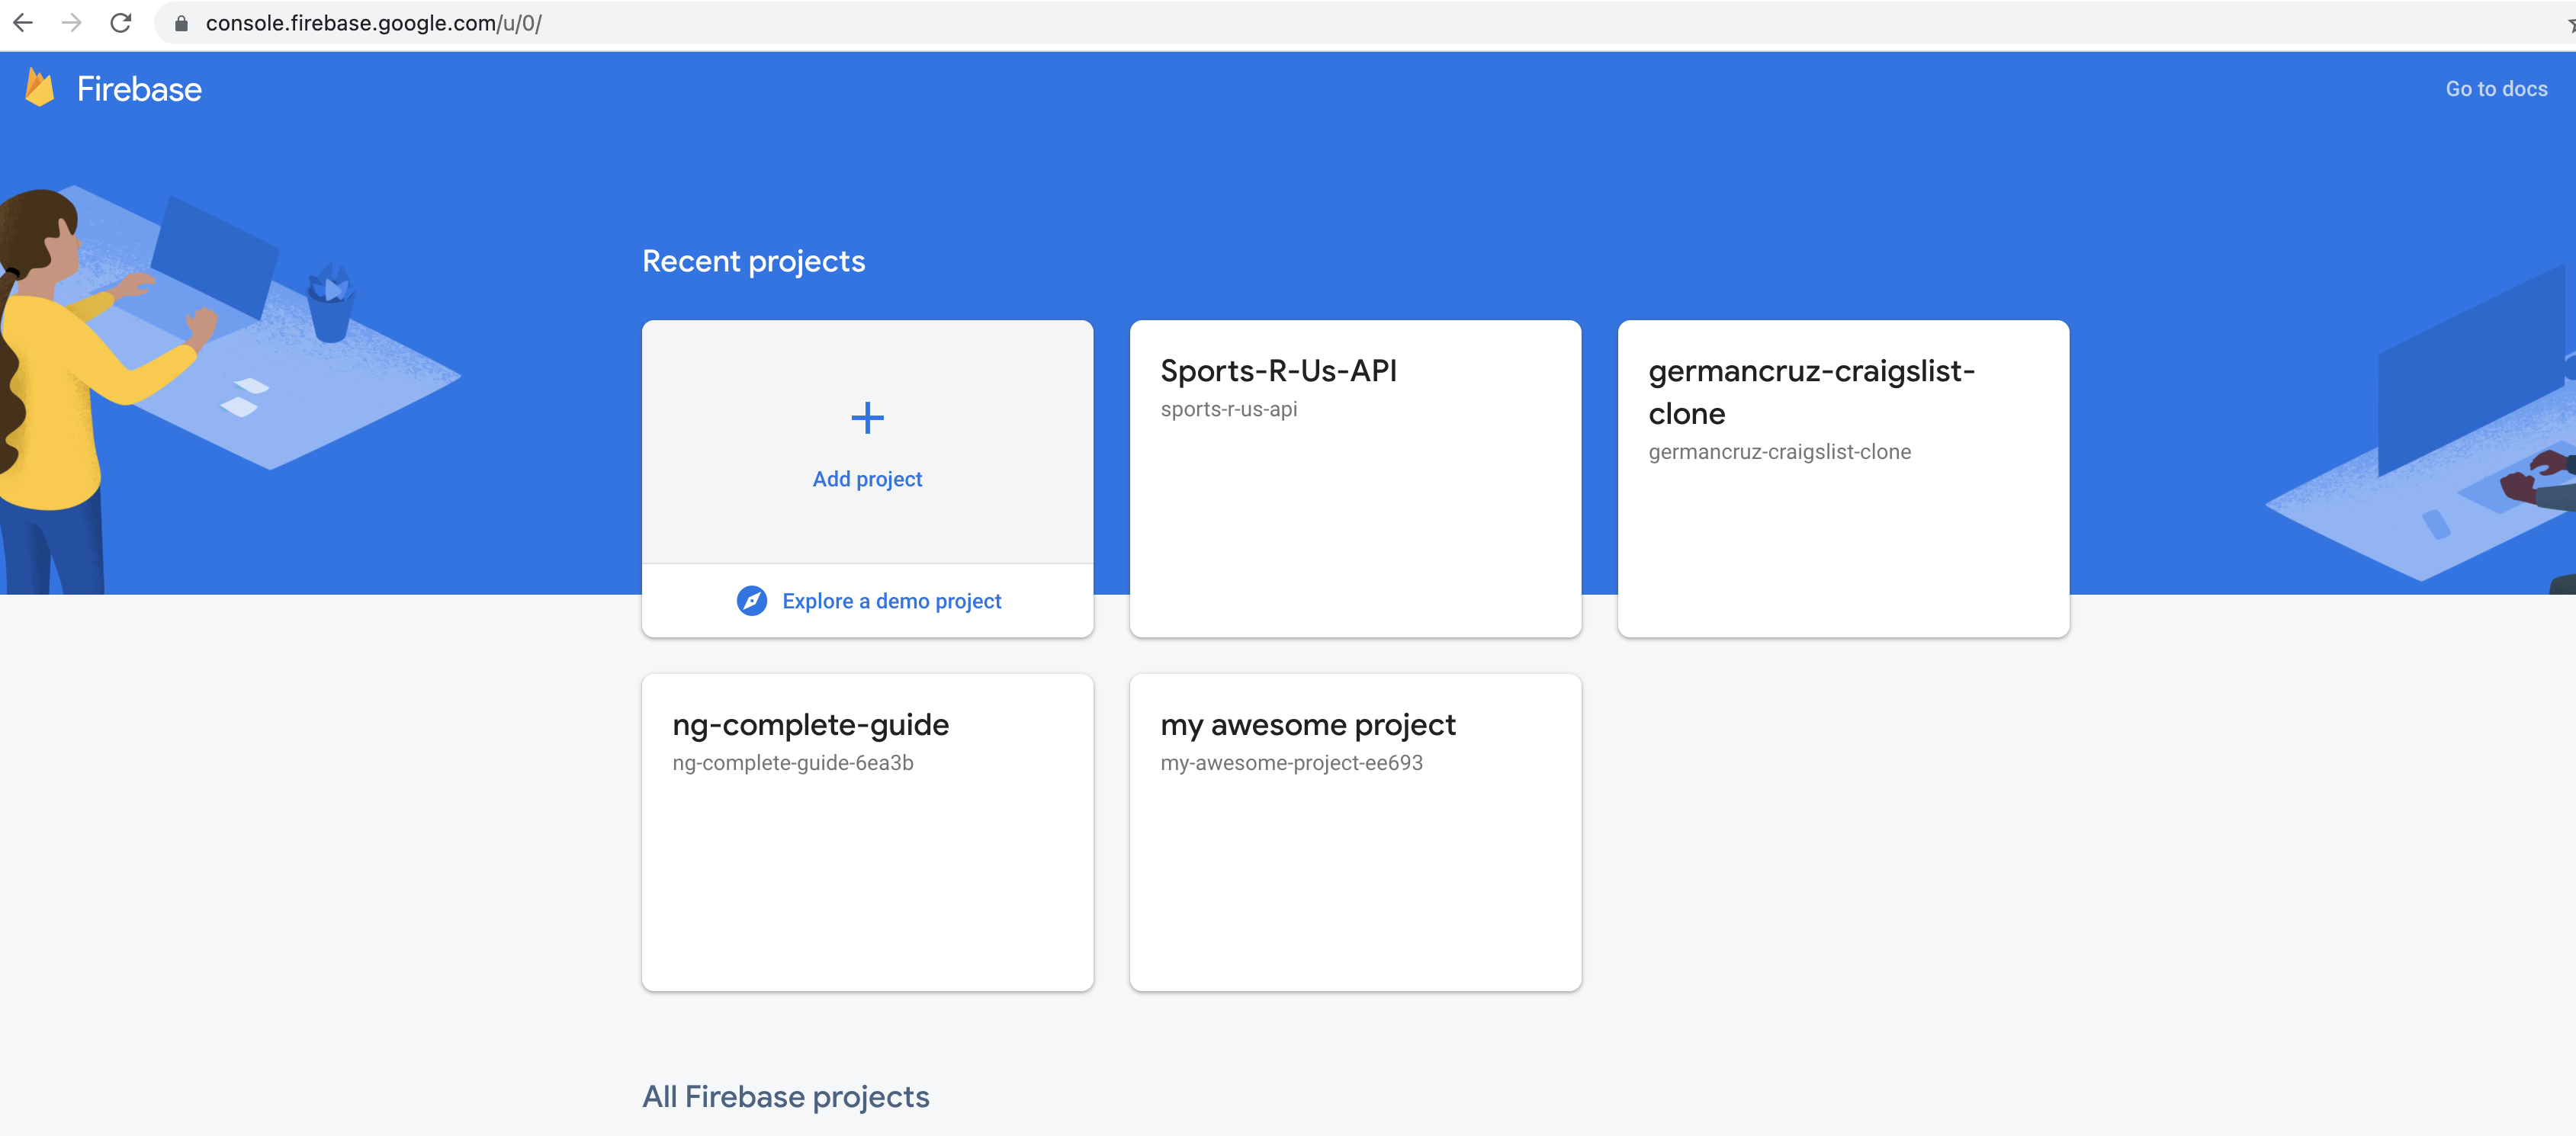 console.firebase.google.com/u/0/
Firebase
Go to docs
Recent projects
Add project
Explore a demo project
Sports-R-Us-API
sports-r-us-api
germancruz-craigslist-
clone
germancruz-craigslist-clone
ng-complete-guide
ng-complete-guide-6ea3b
my awesome project
my-awesome-project-ee693
All Firebase projects